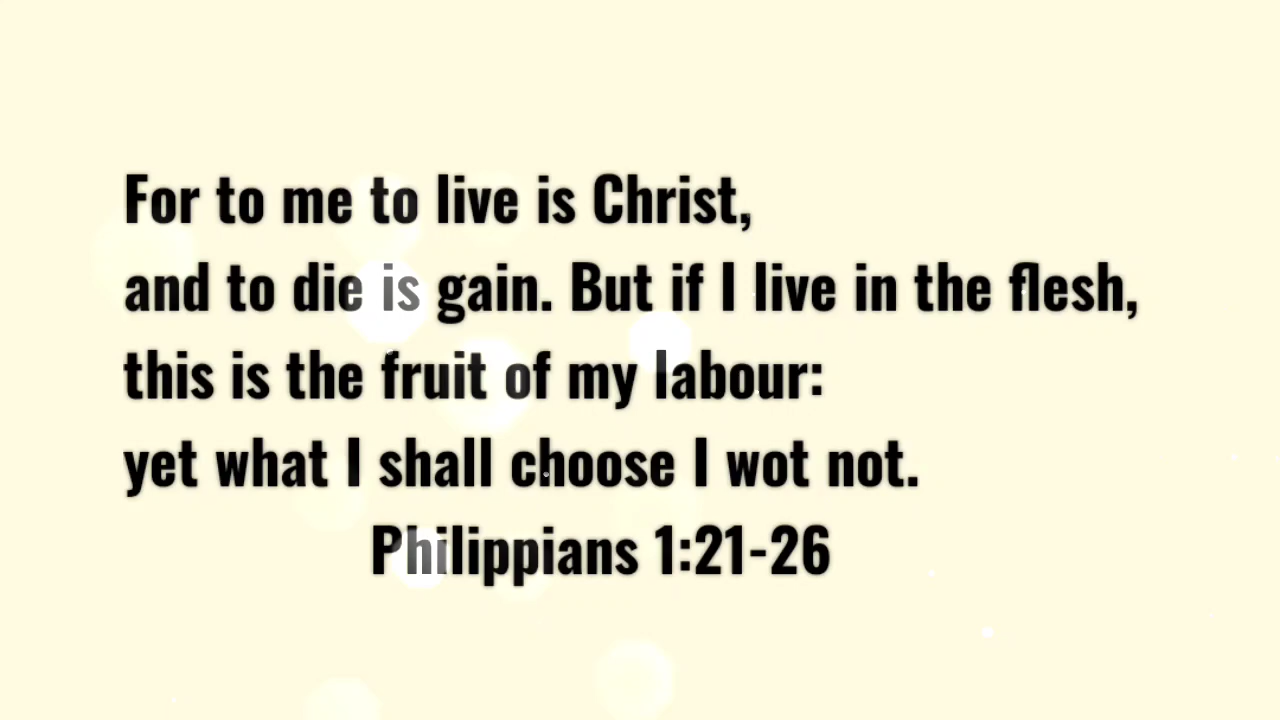 For to me to live is Christ,
and to die is gain. But if I live in the flesh,
this is the fruit of my labour:
yet what I shall choose I wot not.
Philippians 1:21-26